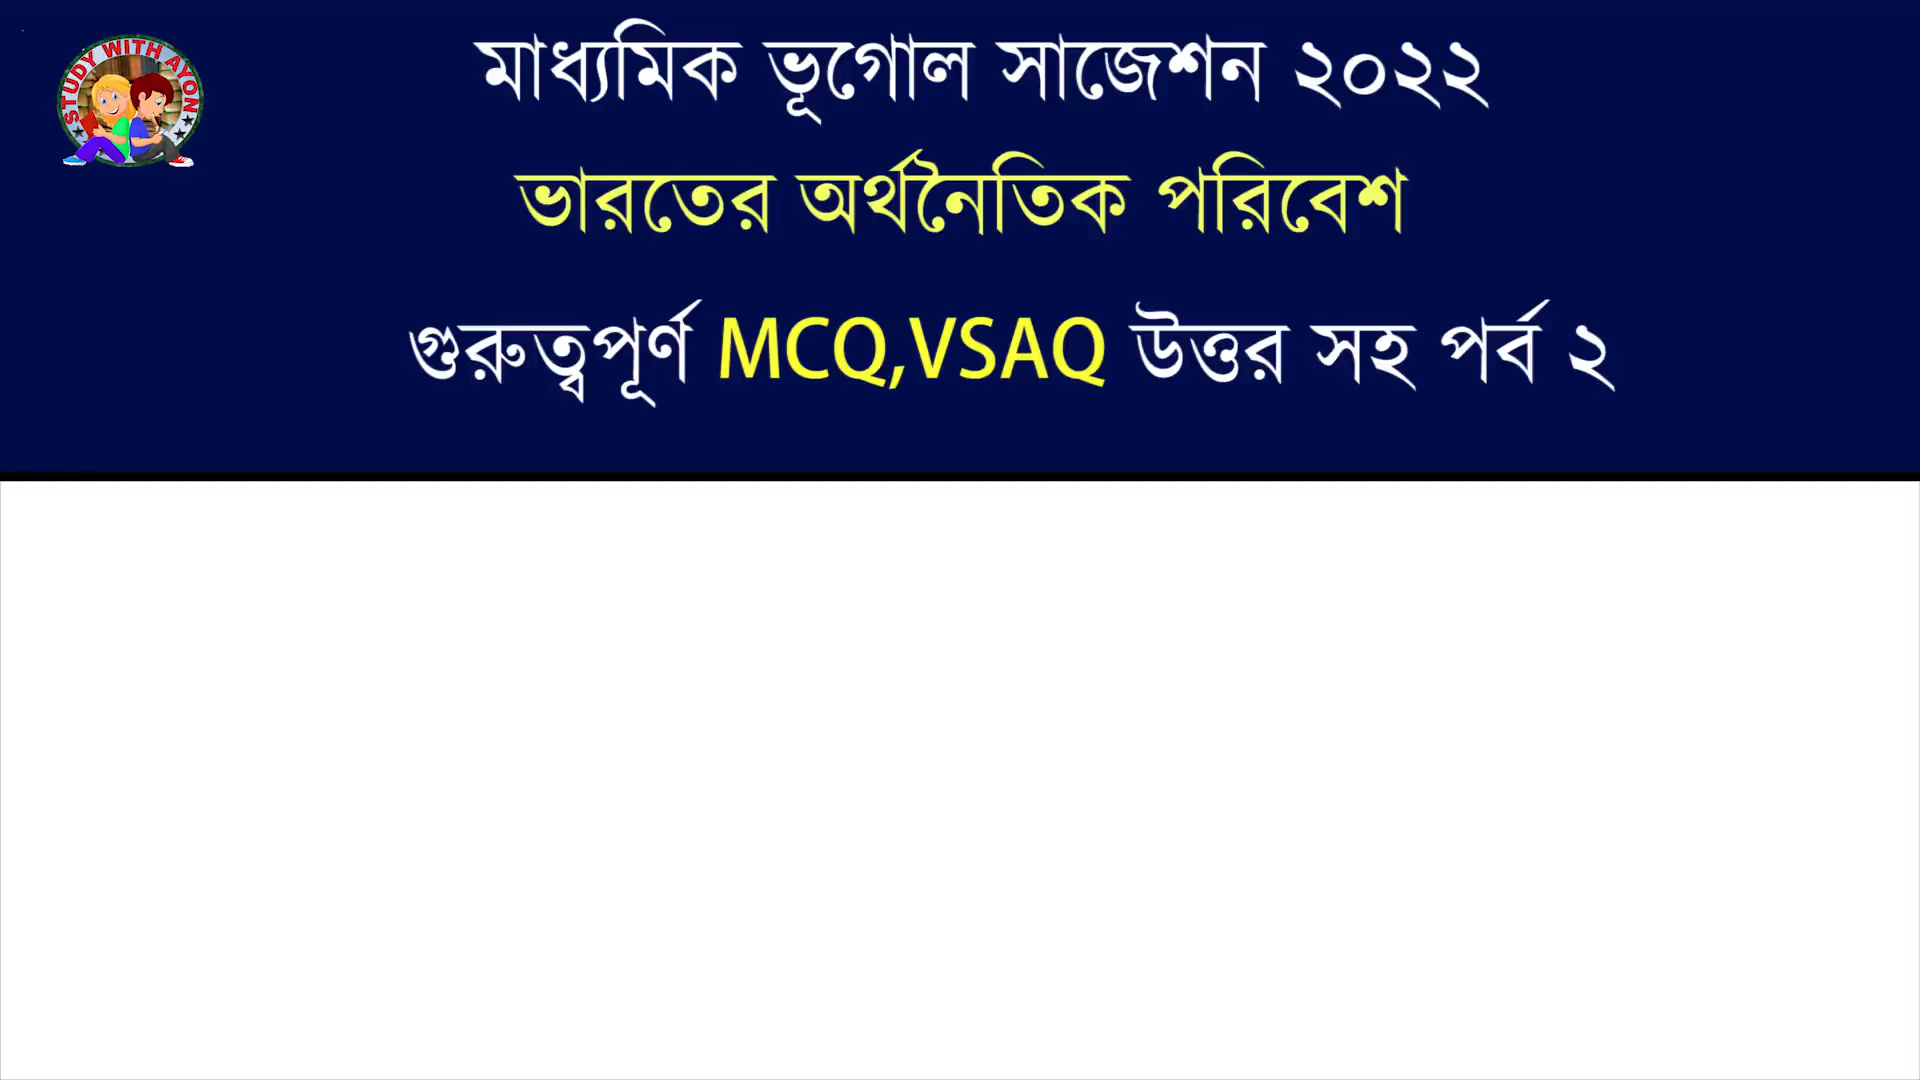 STUDY WITH AYON
মাধ্যমিক ভূগোল সাজেশন ২০২২
ভারতের অর্থনৈতিক পরিবেশ
গুরুত্বপূর্ণ MCQ,VSAQ উত্তর সহ পর্ব ২